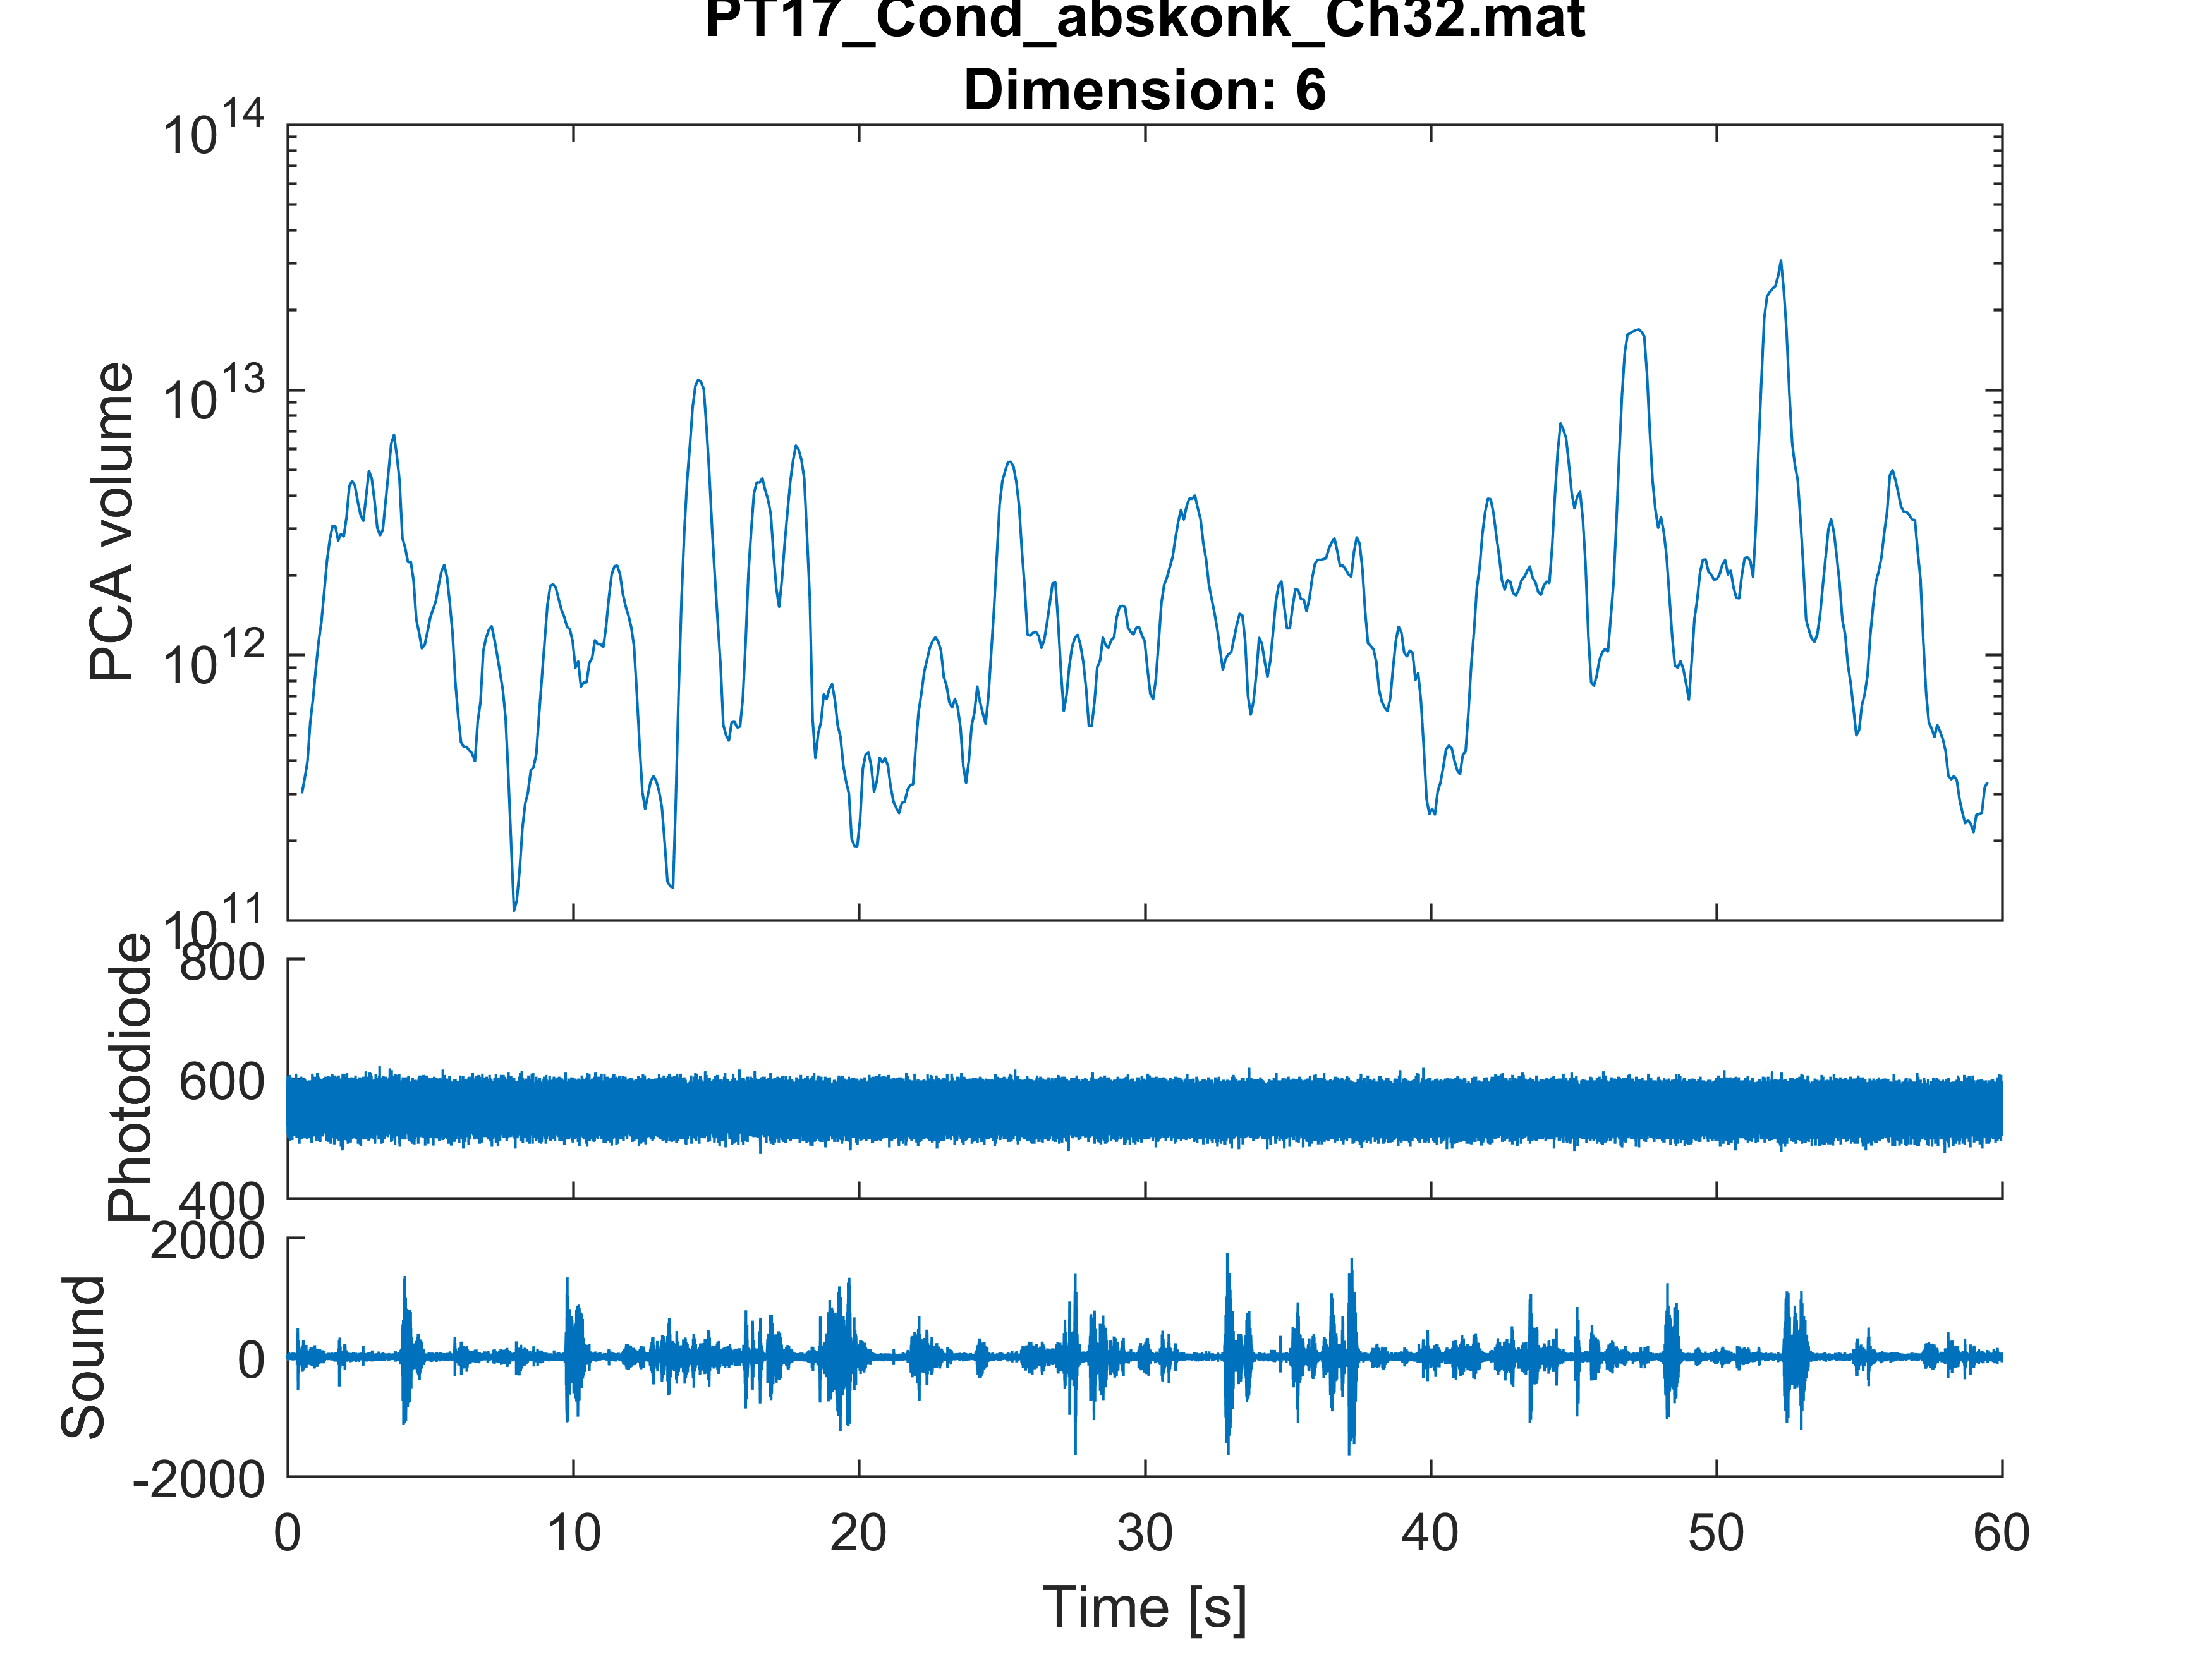 PT17_Cond_abskonk_Ch32.mat
Dimension: 6
10^14
10^13
10^12
10^11
PCA volume
800
600
400
Photodiode
2000
0
-2000
Sound
0 10 20 30 40 50 60
Time [s]